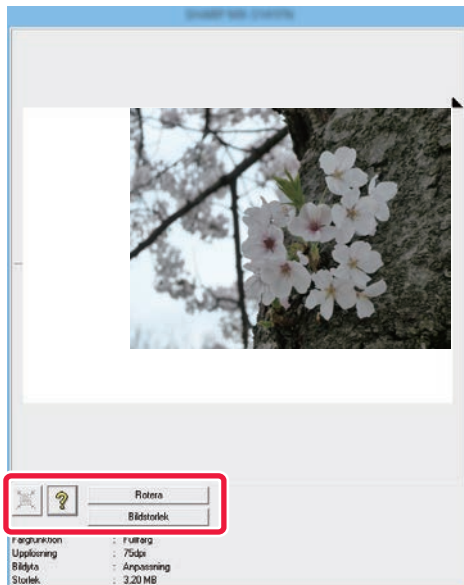 Rotera
Bildstorlek
Färgfunktion : Fullfärg
Upplösning : 75dpi
Bildyta : Anpassning
Storlek : 3.20 MB